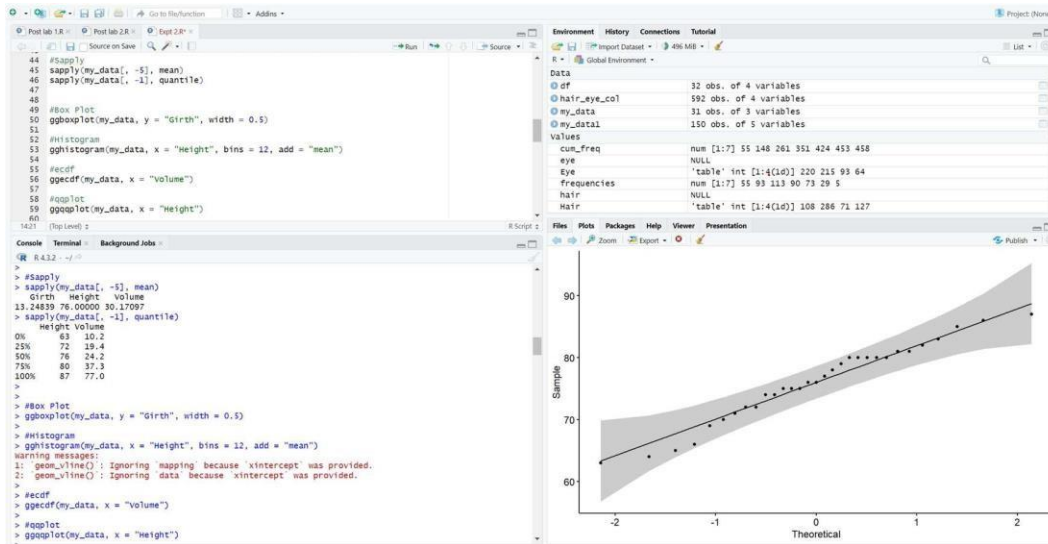 Go to file/function
Addins
Project: (None
Post lab 1.R
Post lab 2.R
Expt 2.R*
Source on Save
Run
Source
44 #Sapply
45 sapply(my_data[, -5], mean)
46 sapply(my_data[, -1], quantile)
47
48
49 #Box Plot
50 ggboxplot(my_data, y = "Girth", width = 0.5)
51
52 #Histogram
53 gghistogram(my_data, x = "Height", bins = 12, add = "mean")
54
55 #ecdf
56 ggecdf(my_data, x = "Volume")
57
58 #qqplot
59 ggqqplot(my_data, x = "Height")
60
14:21 (Top Level) R Script
Console Terminal Background Jobs
R 4.3.2 · ~/
>
> #Sapply
> sapply(my_data[, -5], mean)
Girth Height Volume
13.24839 76.00000 30.17097
> sapply(my_data[, -1], quantile)
Height Volume
0% 63 10.2
25% 72 19.4
50% 76 24.2
75% 80 37.3
100% 87 77.0
>
>
> #Box Plot
> ggboxplot(my_data, y = "Girth", width = 0.5)
>
> #Histogram
> gghistogram(my_data, x = "Height", bins = 12, add = "mean")
Warning messages:
1: `geom_vline()`: Ignoring `mapping` because `xintercept` was provided.
2: `geom_vline()`: Ignoring `data` because `xintercept` was provided.
>
> #ecdf
> ggecdf(my_data, x = "Volume")
>
> #qqplot
> ggqqplot(my_data, x = "Height")
Environment History Connections Tutorial
Import Dataset 496 MiB List
R Global Environment
Data
df 32 obs. of 4 variables
hair_eye_col 592 obs. of 4 variables
my_data 31 obs. of 3 variables
my_data1 150 obs. of 5 variables
Values
cum_freq num [1:7] 55 148 261 351 424 453 458
eye NULL
Eye 'table' int [1:4(1d)] 220 215 93 64
frequencies num [1:7] 55 93 113 90 73 29 5
hair NULL
Hair 'table' int [1:4(1d)] 108 286 71 127
Files Plots Packages Help Viewer Presentation
Zoom Export Publish
90
80
70
60
Sample
-2 -1 0 1 2
Theoretical